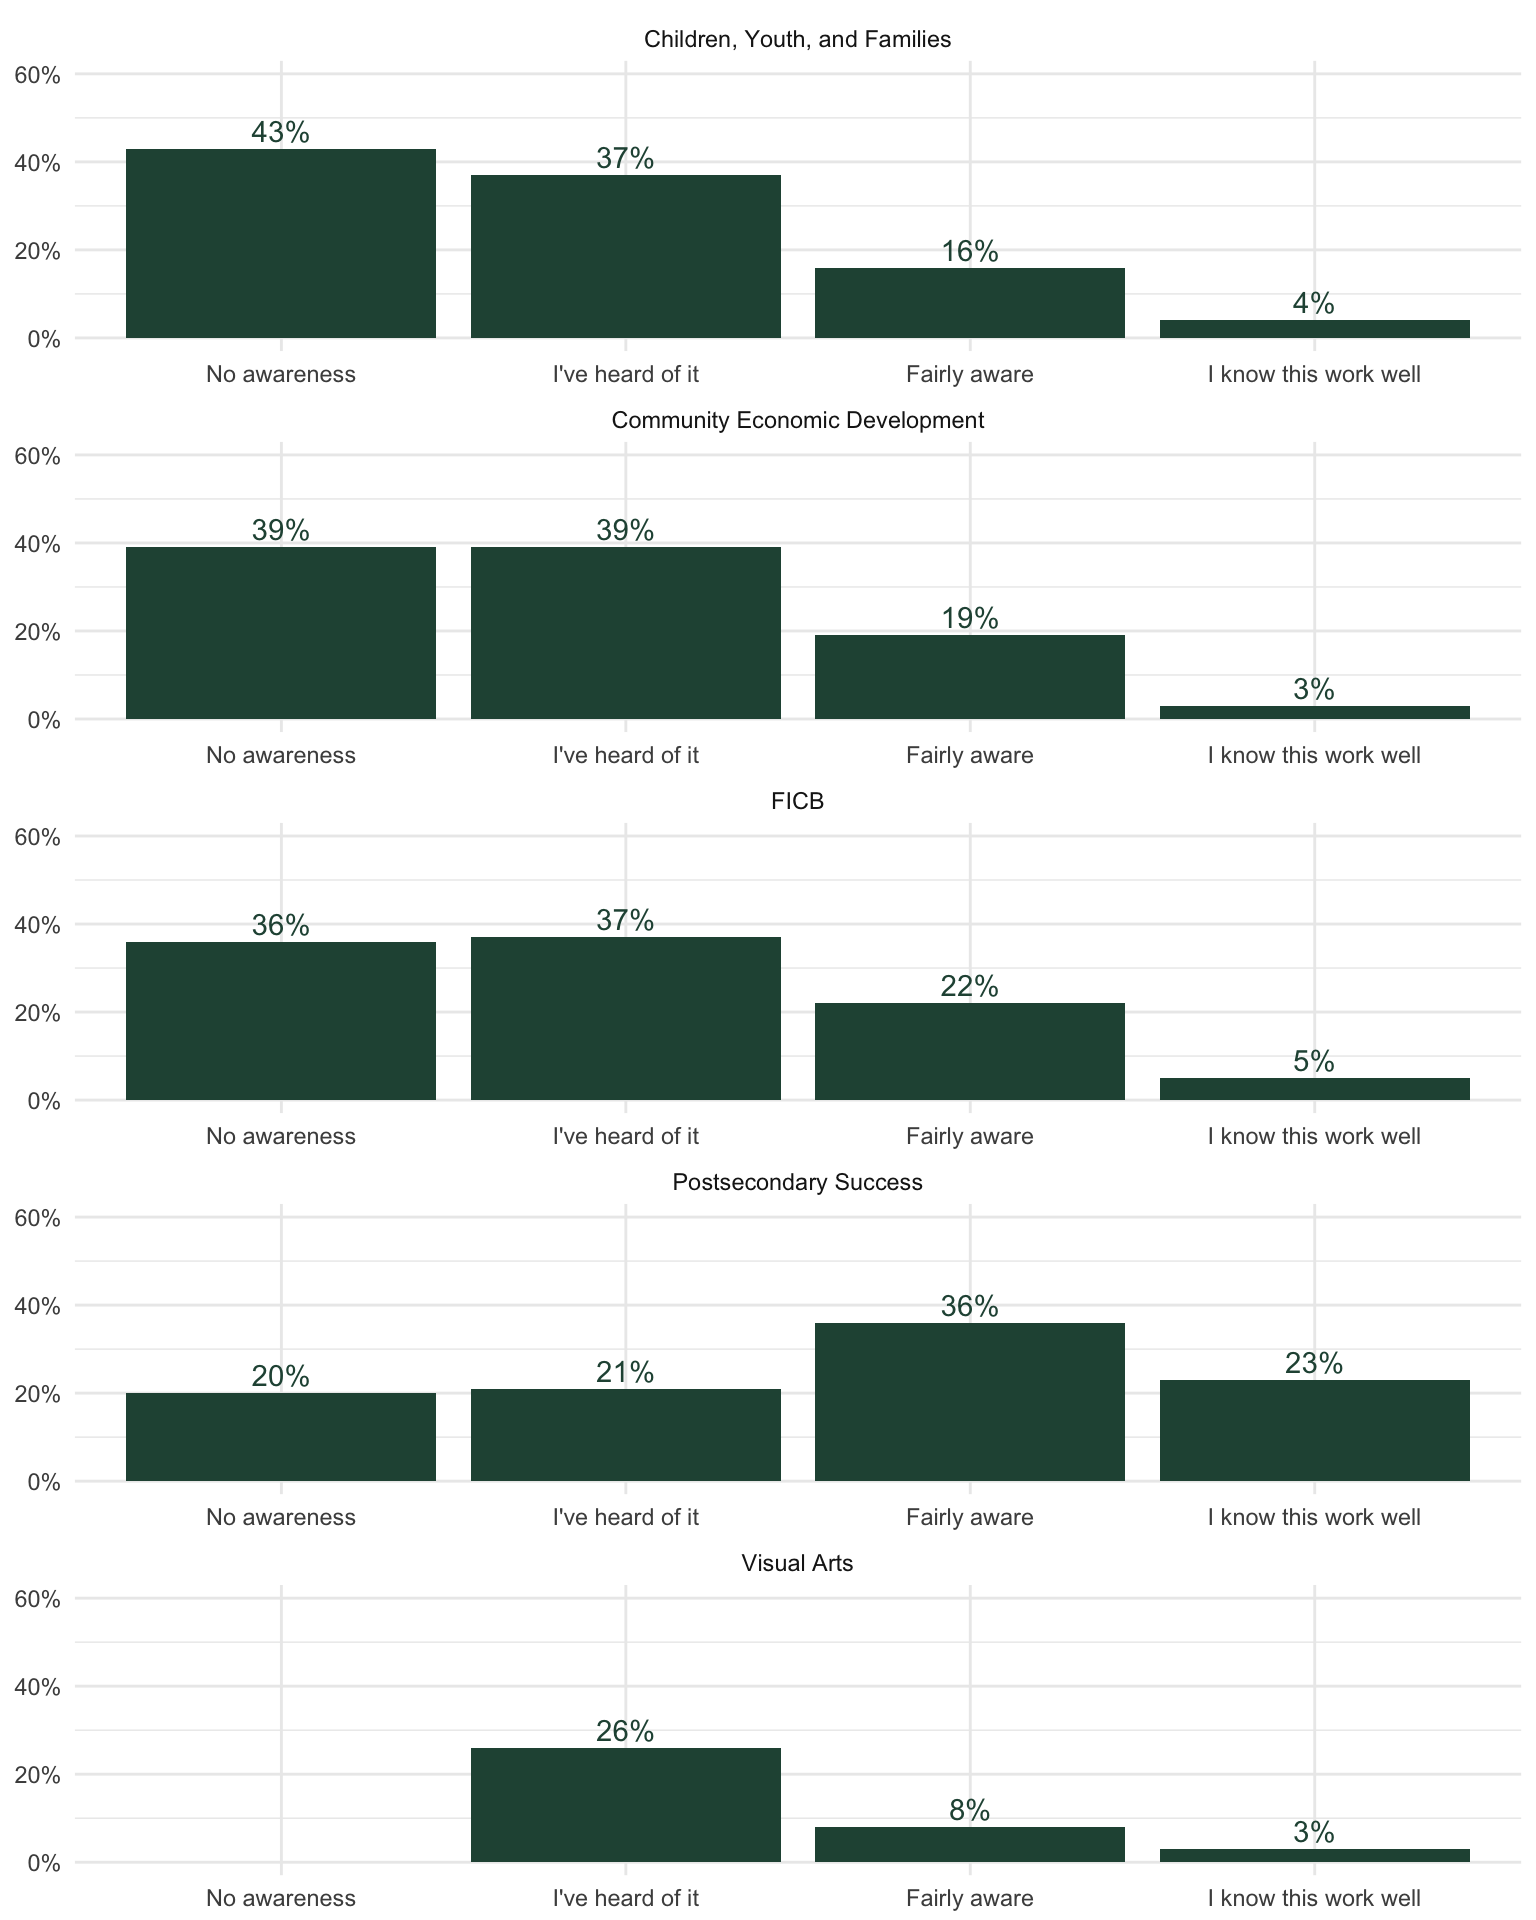 Children, Youth, and Families
60%
40%
20%
0%
43%
37%
16%
4%
No awareness
I've heard of it
Fairly aware
I know this work well
Community Economic Development
60%
40%
20%
0%
39%
39%
19%
3%
No awareness
I've heard of it
Fairly aware
I know this work well
FICB
60%
40%
20%
0%
36%
37%
22%
5%
No awareness
I've heard of it
Fairly aware
I know this work well
Postsecondary Success
60%
40%
20%
0%
20%
21%
36%
23%
No awareness
I've heard of it
Fairly aware
I know this work well
Visual Arts
60%
40%
20%
0%
26%
8%
3%
No awareness
I've heard of it
Fairly aware
I know this work well